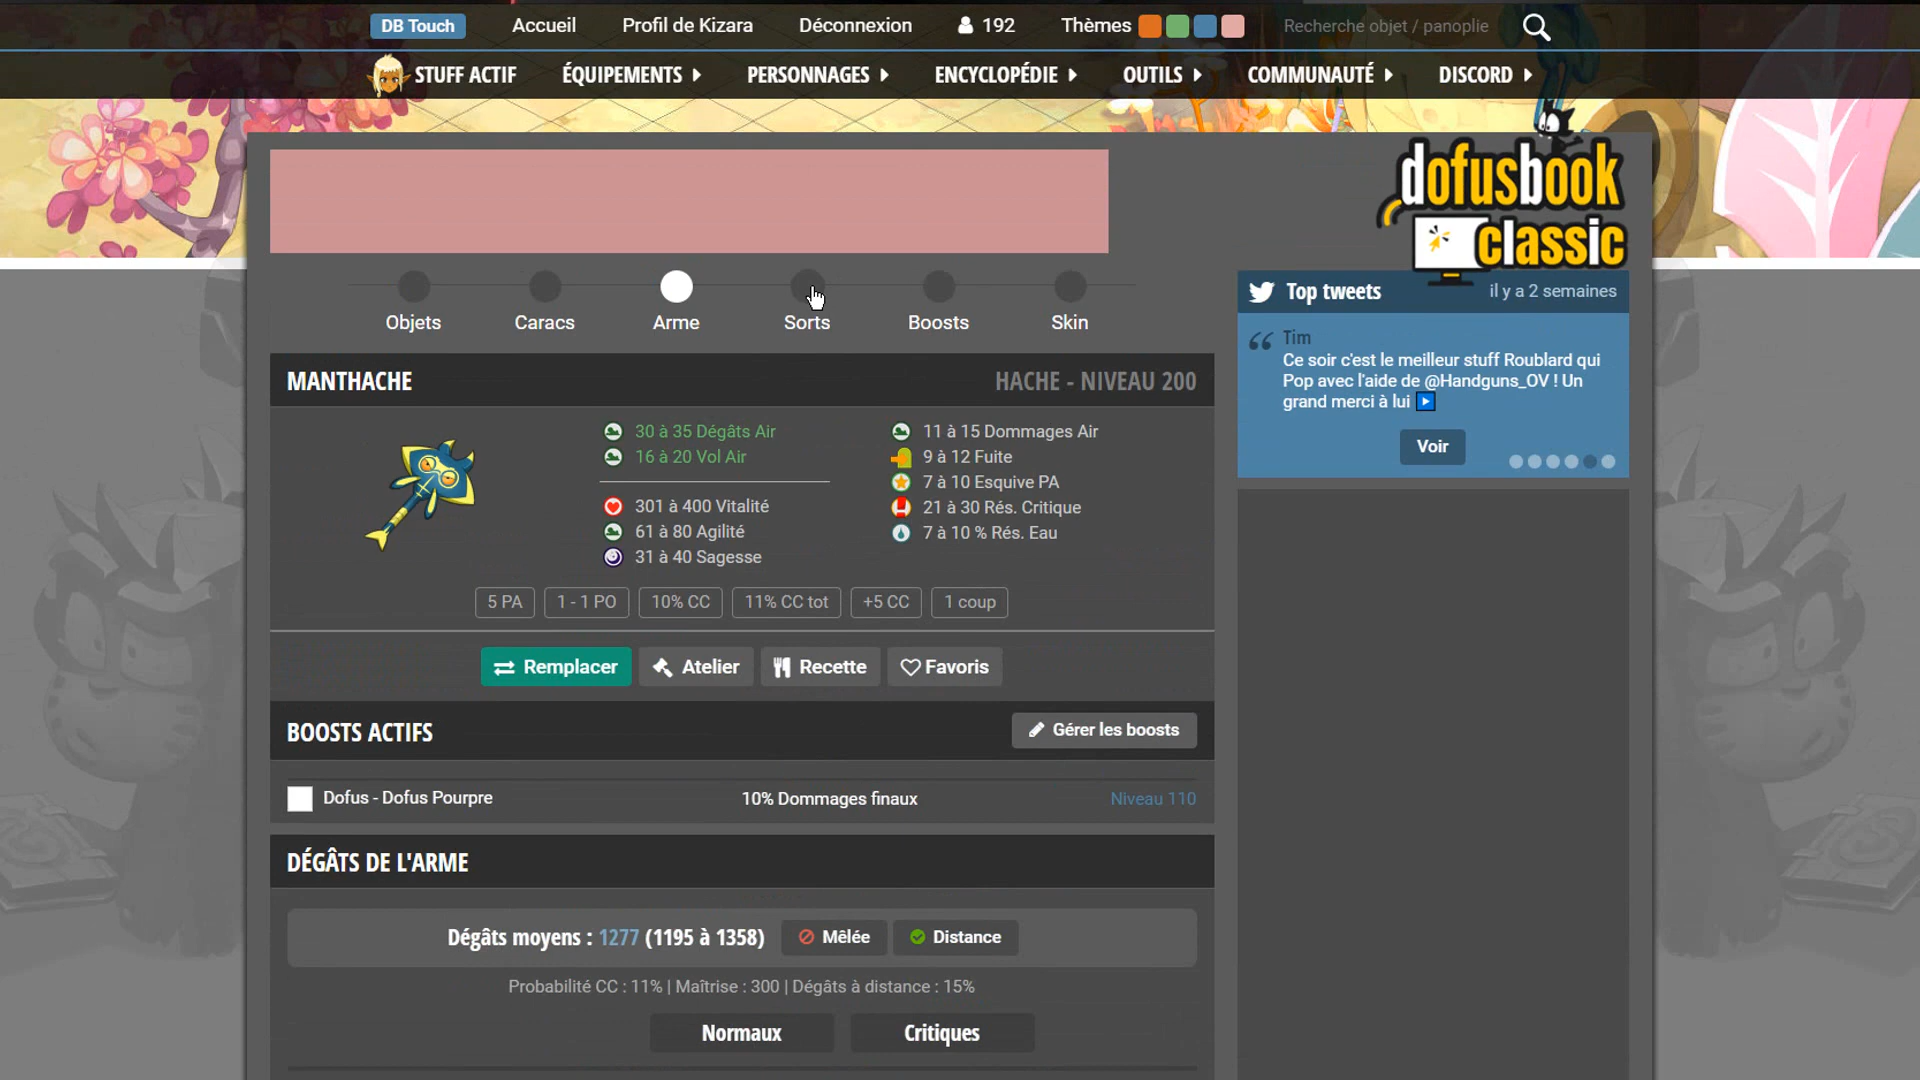 DB Touch Accueil Profil de Kizara Déconnexion 192 Thèmes Recherche objet / panoplie
STUFF ACTIF ÉQUIPEMENTS PERSONNAGES ENCYCLOPÉDIE OUTILS COMMUNAUTÉ DISCORD
dofusbook
classic
Objets Caracs Arme Sorts Boosts Skin
Top tweets il y a 2 semaines
Tim
Ce soir c'est le meilleur stuff Roublard qui
Pop avec l'aide de @Handguns_OV ! Un
grand merci à lui
Voir
MANTHACHE HACHE - NIVEAU 200
30 à 35 Dégâts Air
16 à 20 Vol Air
301 à 400 Vitalité
61 à 80 Agilité
31 à 40 Sagesse
11 à 15 Dommages Air
9 à 12 Fuite
7 à 10 Esquive PA
21 à 30 Rés. Critique
7 à 10 % Rés. Eau
5 PA 1 - 1 PO 10% CC 11% CC tot +5 CC 1 coup
Remplacer Atelier Recette Favoris
BOOSTS ACTIFS Gérer les boosts
Dofus - Dofus Pourpre 10% Dommages finaux Niveau 110
DÉGÂTS DE L'ARME
Dégâts moyens : 1277 (1195 à 1358) Mêlée Distance
Probabilité CC : 11% | Maîtrise : 300 | Dégâts à distance : 15%
Normaux Critiques